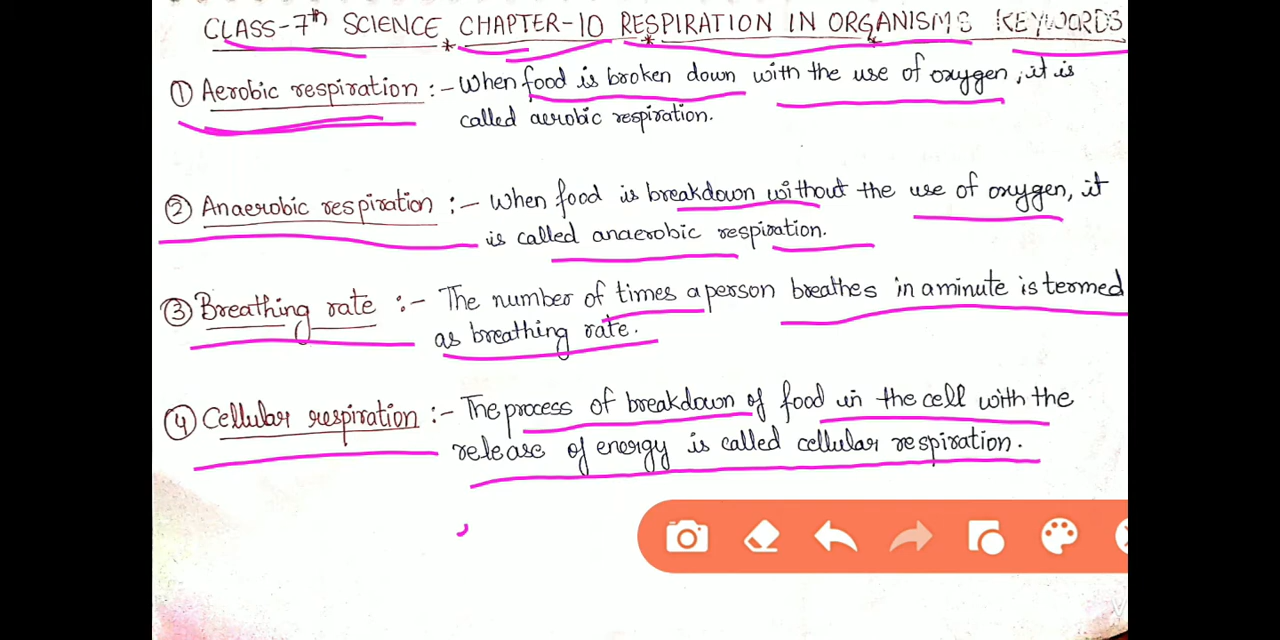 CLASS-7th SCIENCE CHAPTER-10 RESPIRATION IN ORGANISMS KEYWORDS
① Aerobic respiration :- When food is broken down with the use of oxygen, it is
called aerobic respiration.
② Anaerobic respiration :- When food is breakdown without the use of oxygen, it
is called anaerobic respiration.
③ Breathing rate :- The number of times a person breathes in a minute is termed
as breathing rate.
④ Cellular respiration :- The process of breakdown of food in the cell with the
release of energy is called cellular respiration.